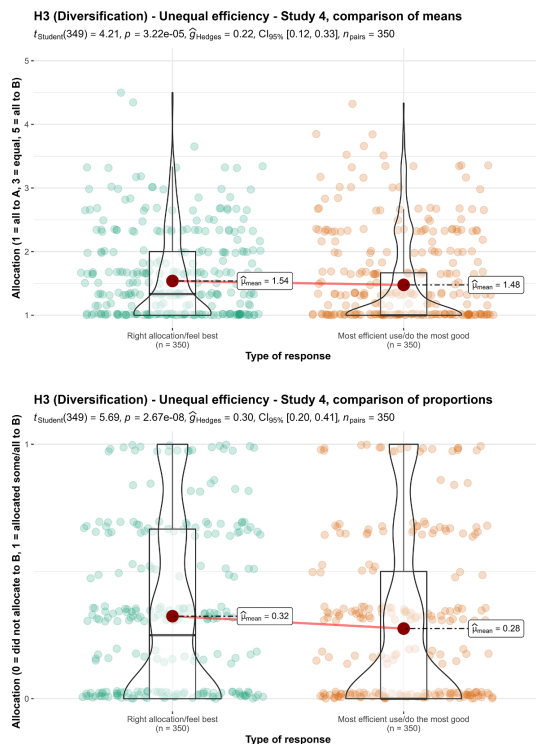 H3 (Diversification) - Unequal efficiency - Study 4, comparison of means
tStudent(349) = 4.21, p = 3.22e-05, ĝHedges = 0.22, CI95% [0.12, 0.33], npairs = 350
Allocation (1 = all to A, 3 = equal, 5 = all to B)
5
4
3
2
1
μ̂mean = 1.54
μ̂mean = 1.48
Right allocation/feel best
(n = 350)
Most efficient use/do the most good
(n = 350)
Type of response
H3 (Diversification) - Unequal efficiency - Study 4, comparison of proportions
tStudent(349) = 5.69, p = 2.67e-08, ĝHedges = 0.30, CI95% [0.20, 0.41], npairs = 350
Allocation (0 = did not allocate to B, 1 = allocated some/all to B)
1
0
μ̂mean = 0.32
μ̂mean = 0.28
Right allocation/feel best
(n = 350)
Most efficient use/do the most good
(n = 350)
Type of response